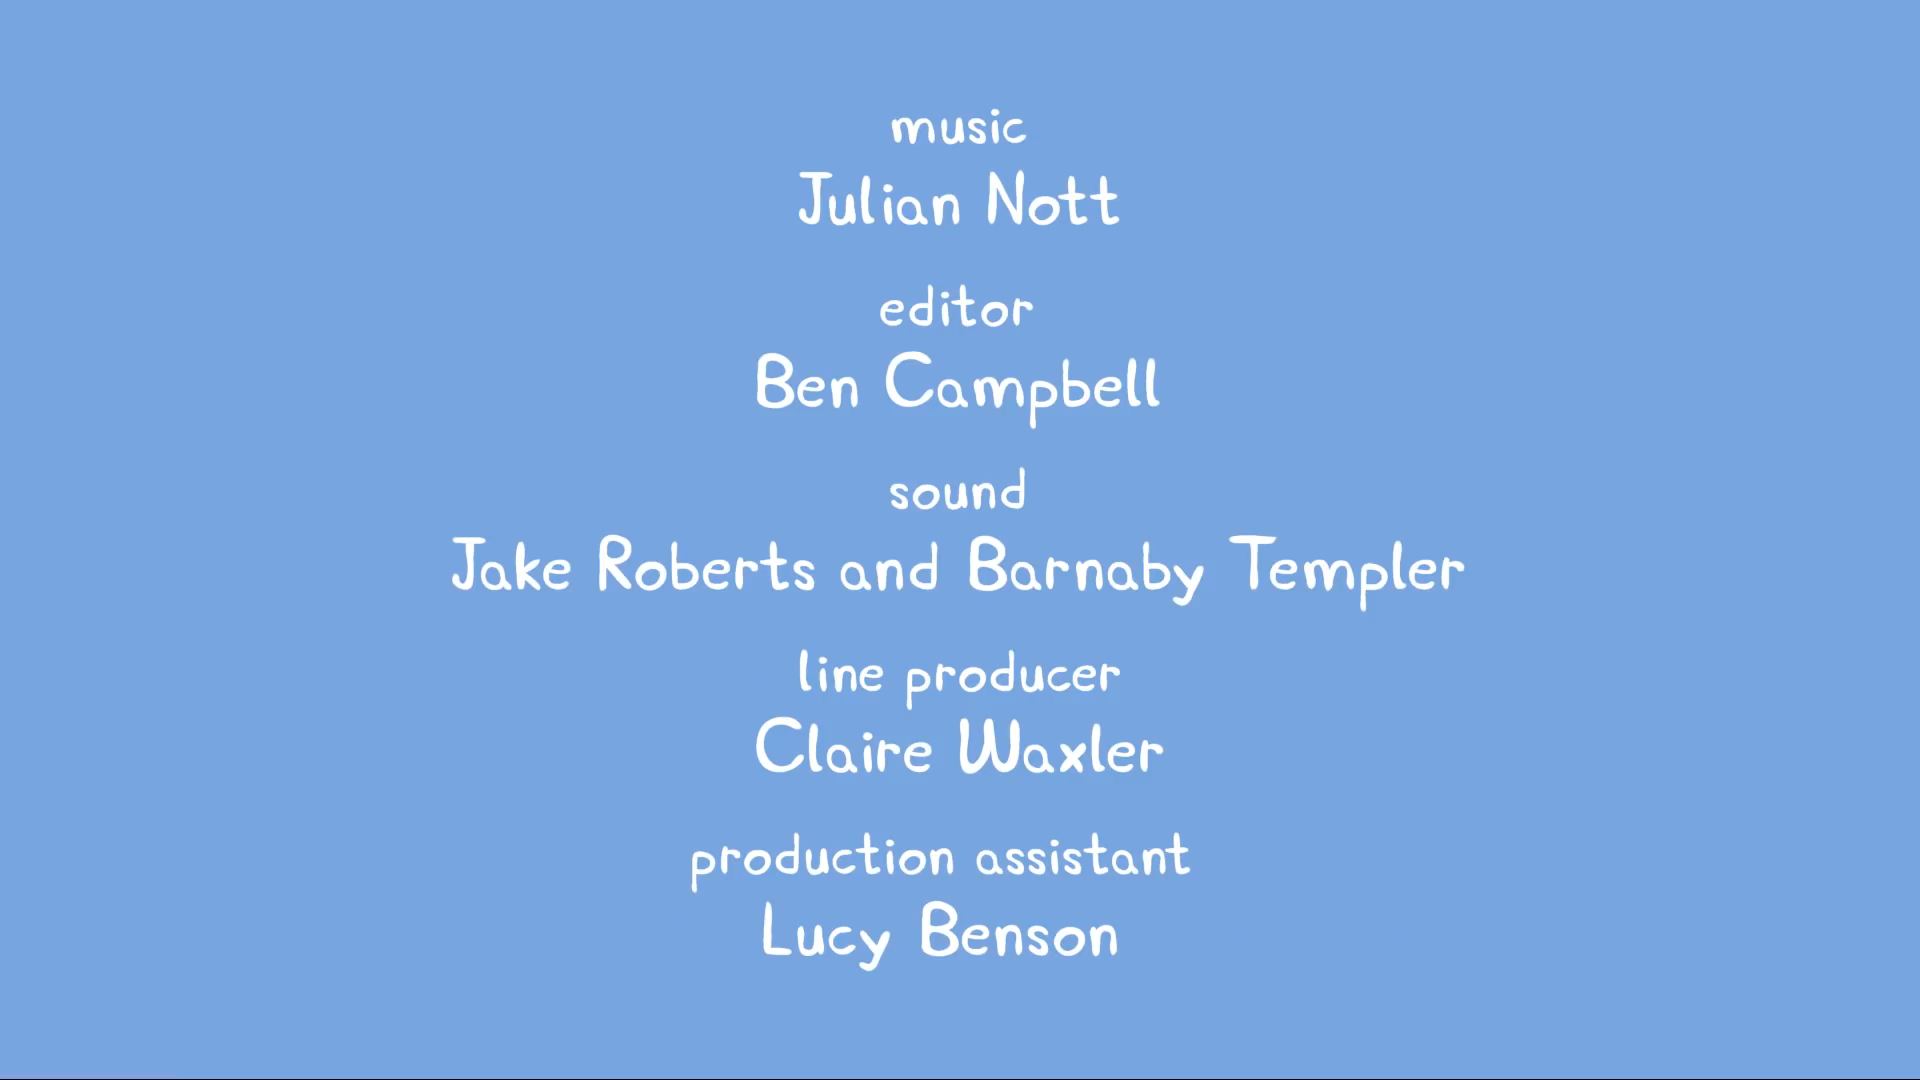 music
Julian Nott
editor
Ben Campbell
sound
Jake Roberts and Barnaby Templer
line producer
Claire Waxler
production assistant
Lucy Benson